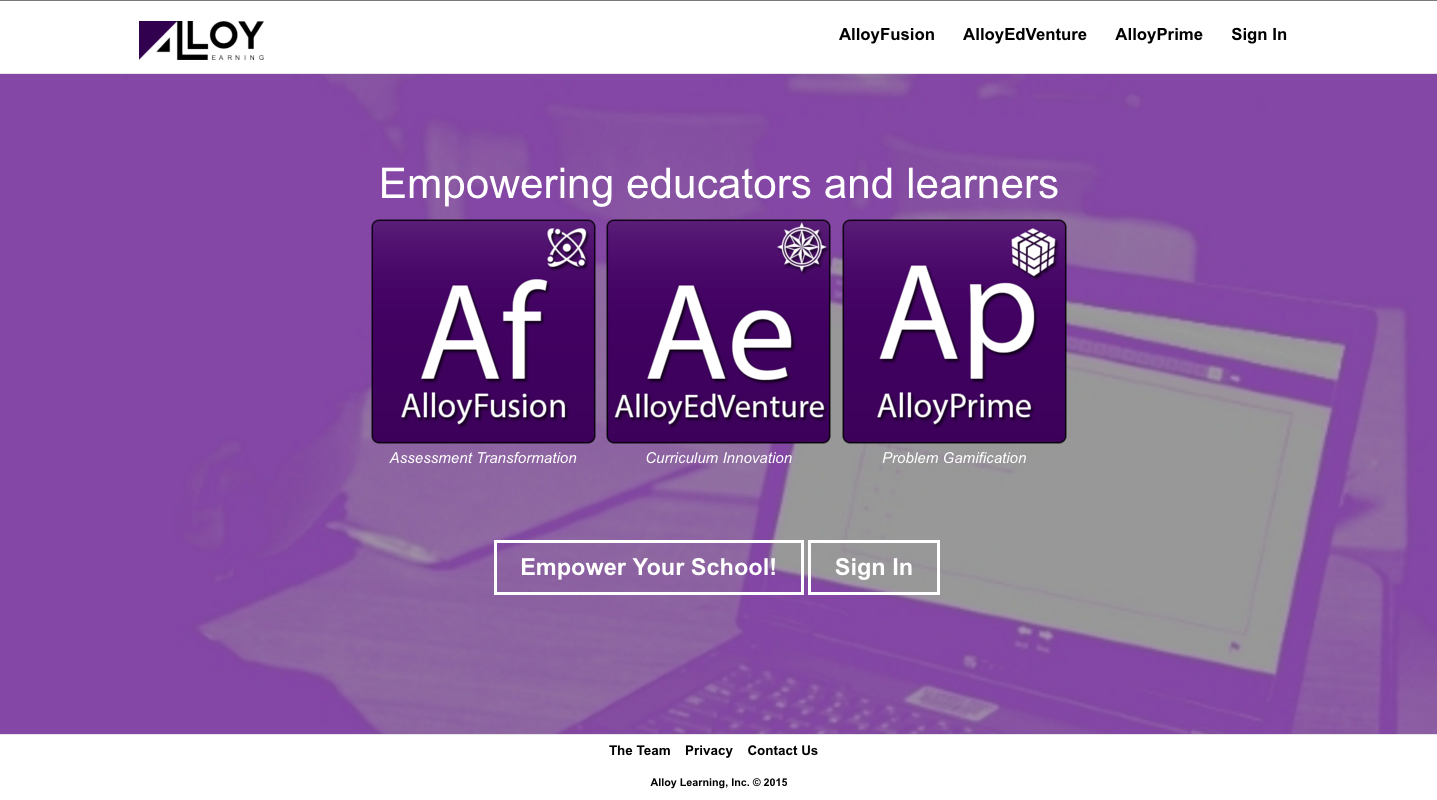 ALLOY
LEARNING
AlloyFusion AlloyEdVenture AlloyPrime Sign In
Empowering educators and learners
Af
AlloyFusion
Assessment Transformation
Ae
AlloyEdVenture
Curriculum Innovation
Ap
AlloyPrime
Problem Gamification
Empower Your School! Sign In
The Team Privacy Contact Us
Alloy Learning, Inc. © 2015